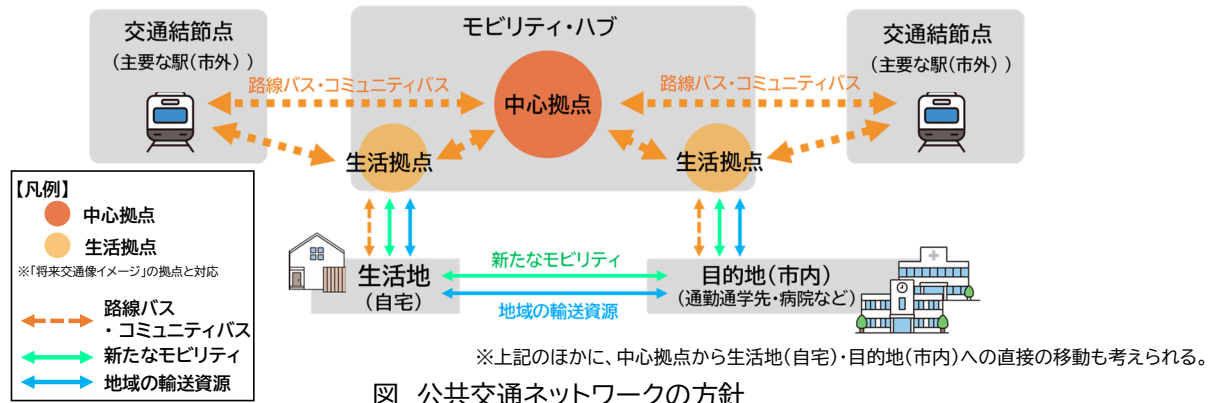 交通結節点
(主要な駅(市外) )
モビリティ・ハブ
交通結節点
(主要な駅(市外) )
路線バス・コミュニティバス
中心拠点
路線バス・コミュニティバス
生活拠点
生活拠点
【凡例】
中心拠点
生活拠点
※「将来交通像イメージ」の拠点と対応
路線バス
・コミュニティバス
新たなモビリティ
地域の輸送資源
生活地
(自宅)
新たなモビリティ
地域の輸送資源
目的地(市内)
(通勤通学先・病院など)
※上記のほかに、中心拠点から生活地(自宅)・目的地(市内)への直接の移動も考えられる。
図 公共交通ネットワークの方針